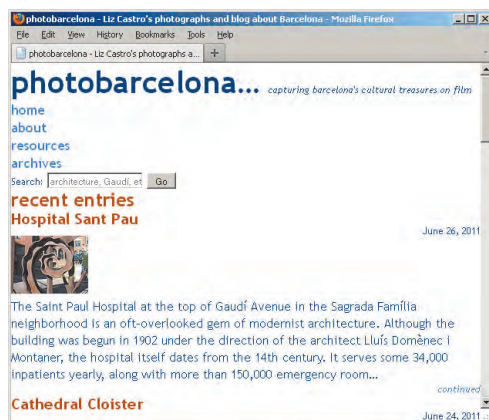 photobarcelona - Liz Castro's photographs and blog about Barcelona - Mozilla Firefox
File Edit View History Bookmarks Tools Help
photobarcelona - Liz Castro's photographs a...
photobarcelona... capturing barcelona's cultural treasures on film
home
about
resources
archives
Search: architecture, Gaudí, et Go
recent entries
Hospital Sant Pau
June 26, 2011
The Saint Paul Hospital at the top of Gaudí Avenue in the Sagrada Família
neighborhood is an oft-overlooked gem of modernist architecture. Although the
building was begun in 1902 under the direction of the architect Lluís Domènec i
Montaner, the hospital itself dates from the 14th century. It serves some 34,000
inpatients yearly, along with more than 150,000 emergency room...
continued
Cathedral Cloister
June 24, 2011